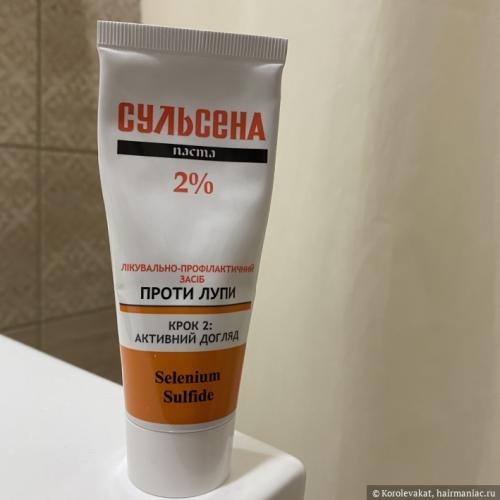 СУЛЬСЕНА
паста
2%
ЛІКУВАЛЬНО-ПРОФІЛАКТИЧНИЙ
ЗАСІБ
ПРОТИ ЛУПИ
КРОК 2:
АКТИВНИЙ ДОГЛЯД
Selenium
Sulfide
© Korolevakat, hairmaniac.ru